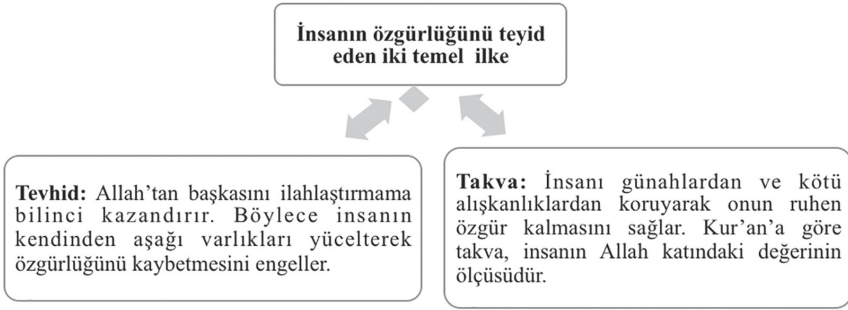 İnsanın özgürlüğünü teyid
eden iki temel ilke
Tevhid: Allah'tan başkasını ilahlaştırmama
bilinci kazandırır. Böylece insanın
kendinden aşağı varlıkları yücelterek
özgürlüğünü kaybetmesini engeller.
Takva: İnsanı günahlardan ve kötü
alışkanlıklardan koruyarak onun ruhen
özgür kalmasını sağlar. Kur'an'a göre
takva, insanın Allah katındaki değerinin
ölçüsüdür.